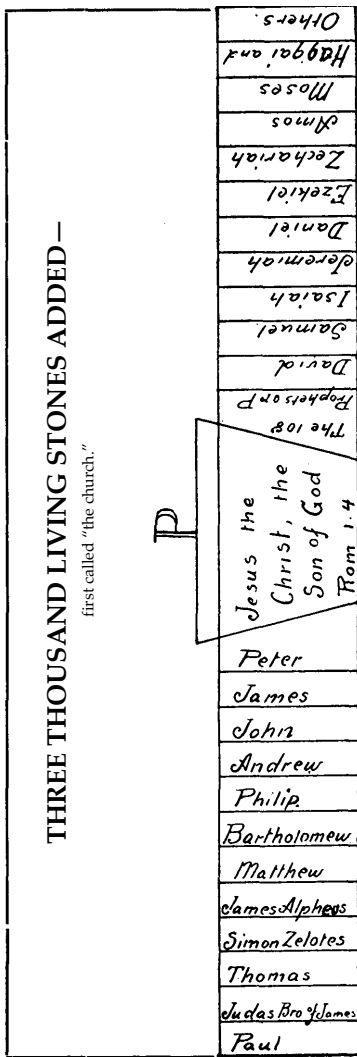 THREE THOUSAND LIVING STONES ADDED—
first called "the church."
P
Jesus the
Christ, the
Son of God
Rom 1.4
Peter
James
John
Andrew
Philip.
Bartholomew
Matthew
James Alpheus
Simon Zelotes
Thomas
Judas Bro of James
Paul
The 108
Prophets or P
David
Samuel.
Isaiah
Jeremiah
Daniel
Ezekiel
Zechariah
Amos
Moses
Haggai and
Others.